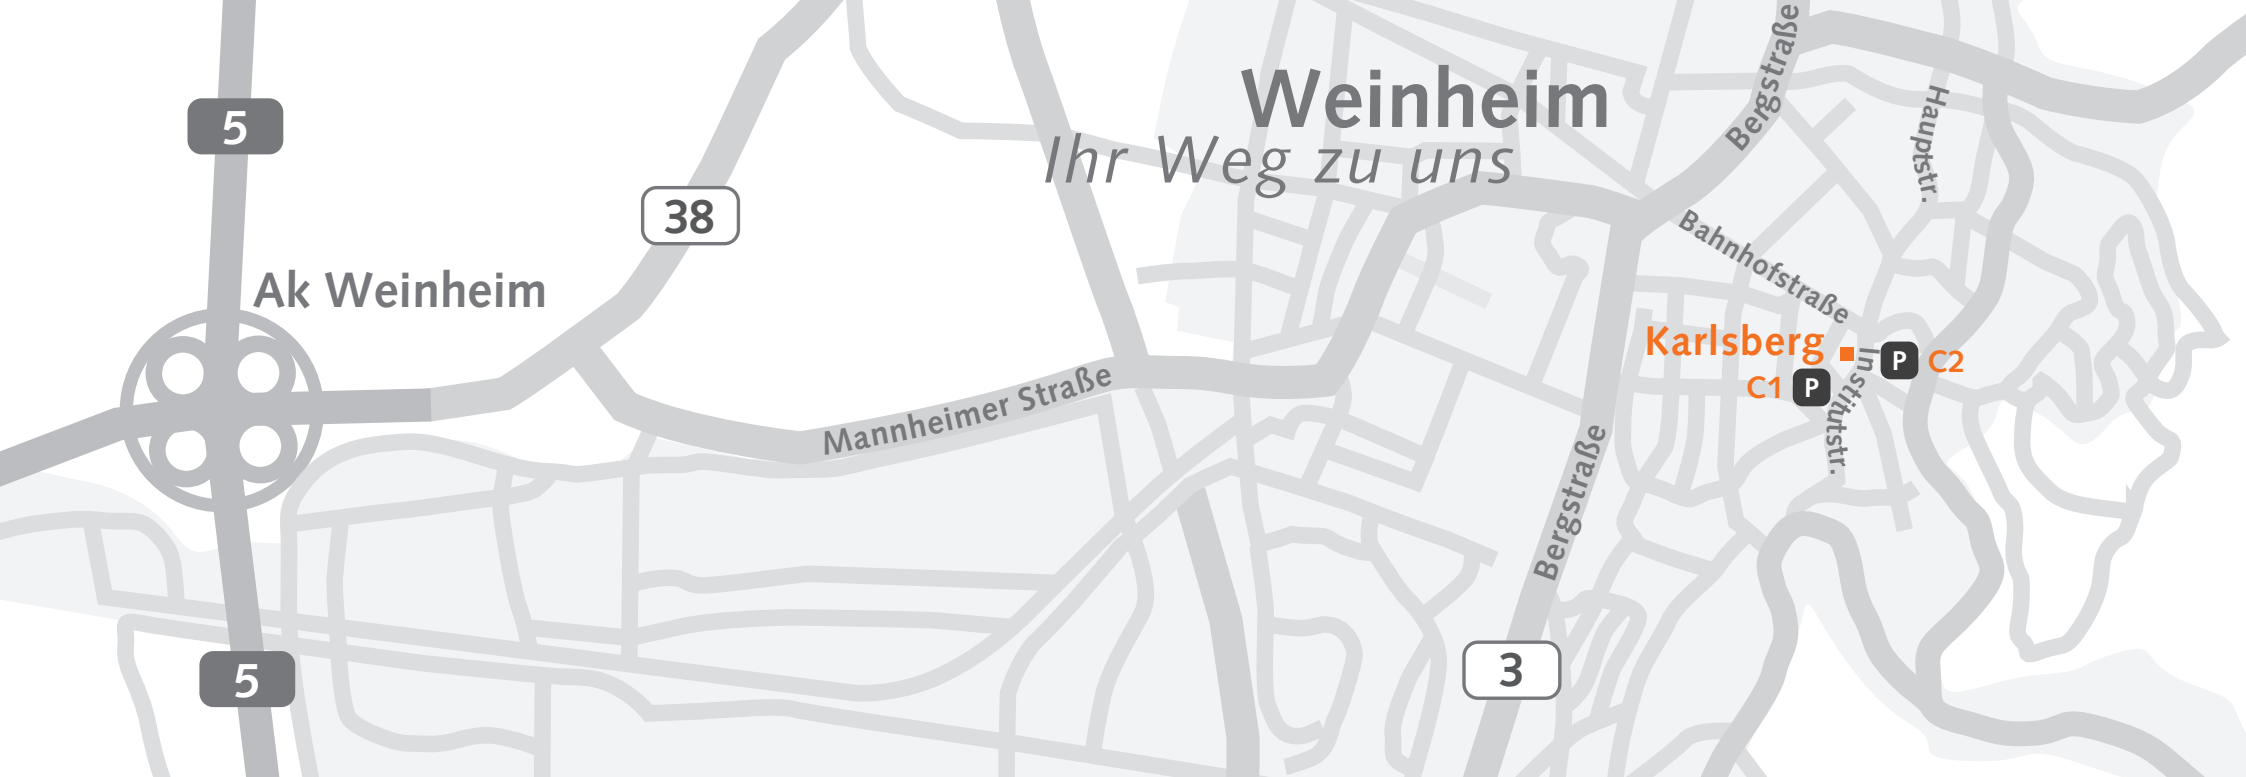 Weinheim
Ihr Weg zu uns
5
38
Ak Weinheim
Mannheimer Straße
Bergstraße
Hauptstr.
Bahnhofstraße
Karlsberg
P
C2
C1
P
Institutstr.
Bergstraße
3
5